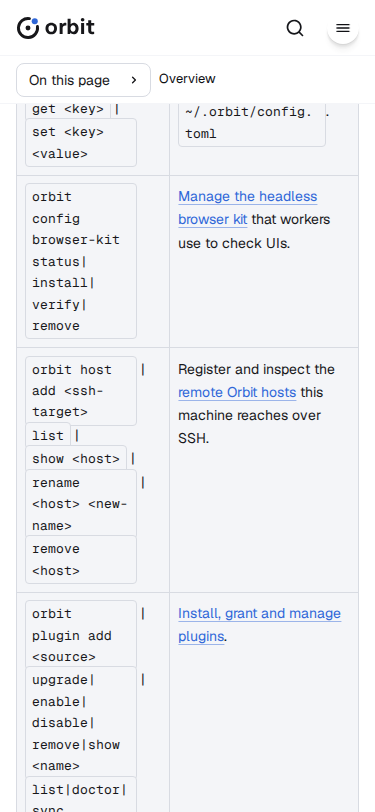 orbit
On this page
Overview
get <key> |
set <key>
<value>
~/.orbit/config.
toml.
orbit
config
browser-kit
status|
install|
verify|
remove
Manage the headless
browser kit that workers
use to check UIs.
orbit host |
add <ssh-
target>
list |
show <host> |
rename |
<host> <new-
name>
remove
<host>
Register and inspect the
remote Orbit hosts this
machine reaches over
SSH.
orbit |
plugin add
<source>
upgrade| |
enable|
disable|
remove|show
<name>
list|doctor|
sync
Install, grant and manage
plugins.